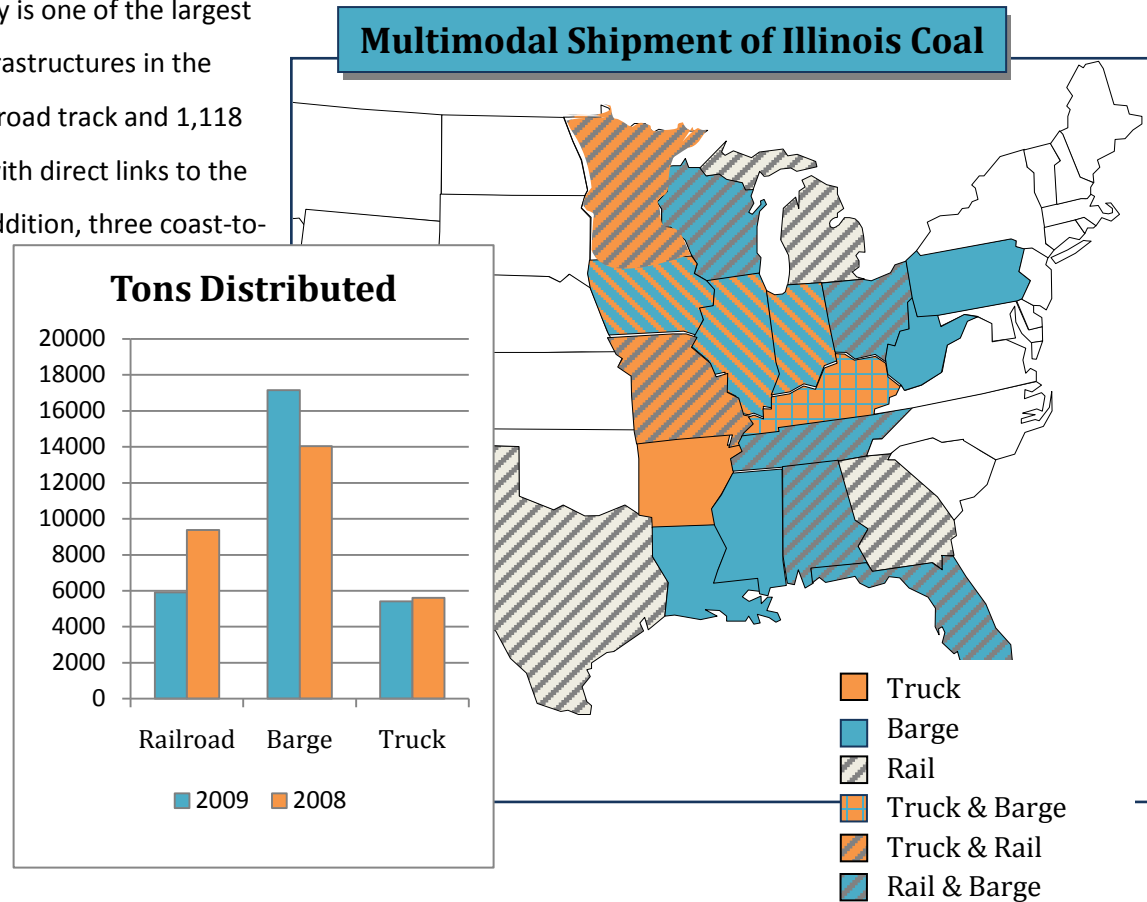 y is one of the largest
rastructures in the
road track and 1,118
ith direct links to the
ddition, three coast-to-
Multimodal Shipment of Illinois Coal
Tons Distributed
20000
18000
16000
14000
12000
10000
8000
6000
4000
2000
0
Railroad Barge Truck
2009 2008
Truck
Barge
Rail
Truck & Barge
Truck & Rail
Rail & Barge